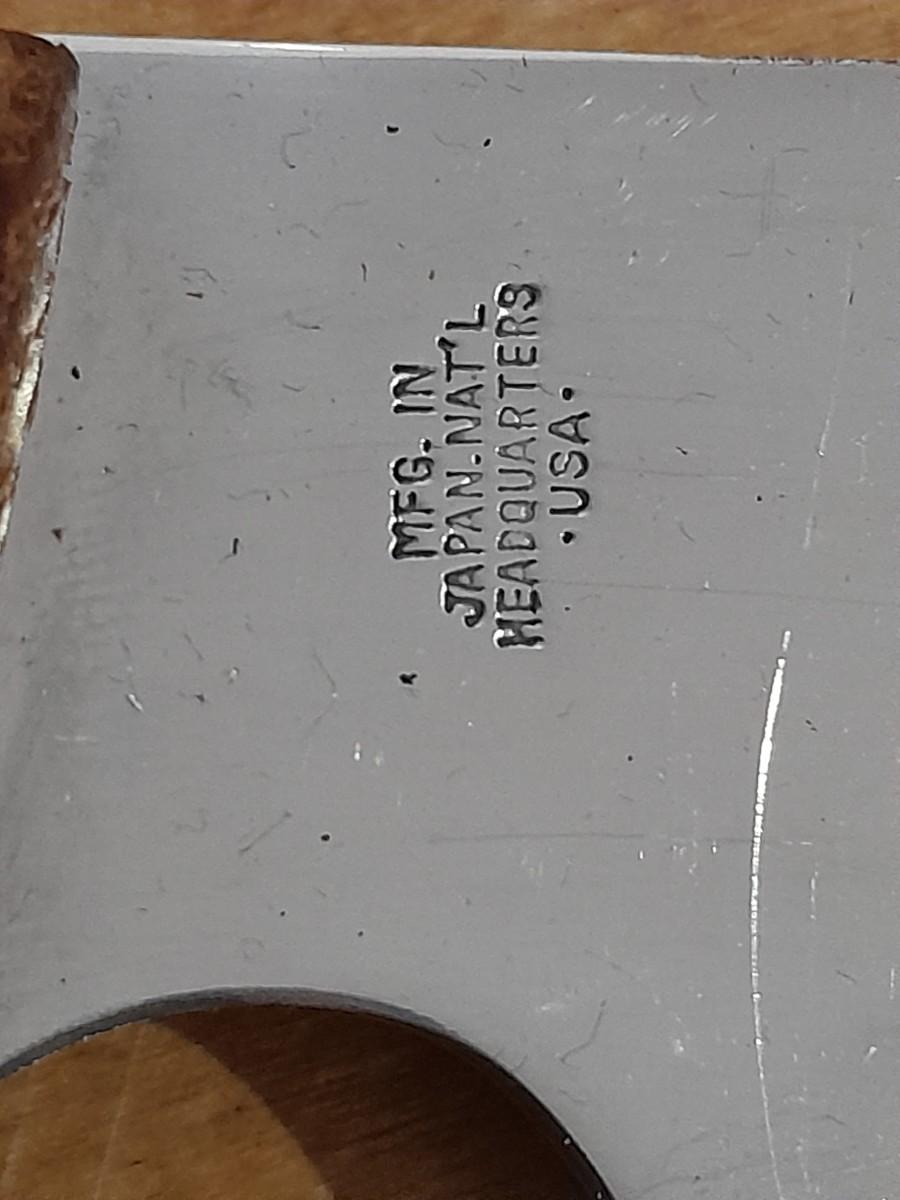 MFG. IN
JAPAN.NAT'L
HEADQUARTERS
.USA.